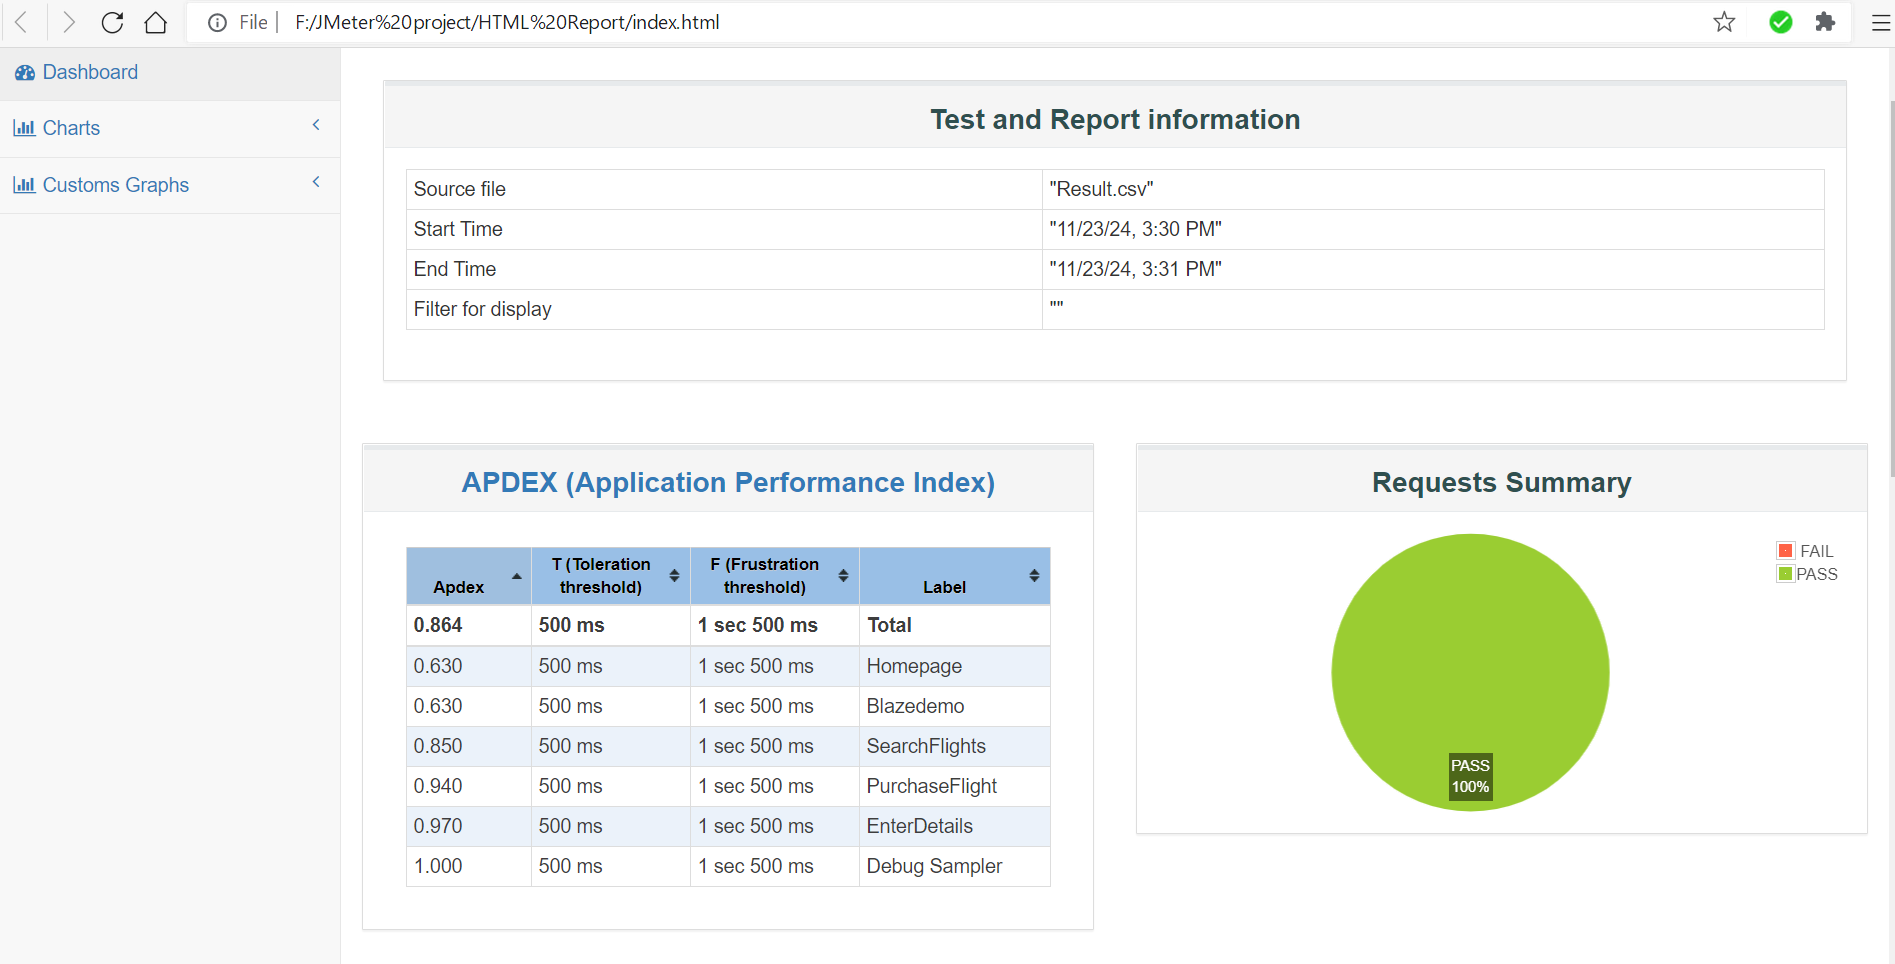 File | F:/JMeter%20project/HTML%20Report/index.html
Dashboard
Charts
Customs Graphs
Test and Report information
Source file "Result.csv"
Start Time "11/23/24, 3:30 PM"
End Time "11/23/24, 3:31 PM"
Filter for display ""
APDEX (Application Performance Index)
Apdex T (Toleration threshold) F (Frustration threshold) Label
0.864 500 ms 1 sec 500 ms Total
0.630 500 ms 1 sec 500 ms Homepage
0.630 500 ms 1 sec 500 ms Blazedemo
0.850 500 ms 1 sec 500 ms SearchFlights
0.940 500 ms 1 sec 500 ms PurchaseFlight
0.970 500 ms 1 sec 500 ms EnterDetails
1.000 500 ms 1 sec 500 ms Debug Sampler
Requests Summary
FAIL
PASS
PASS
100%